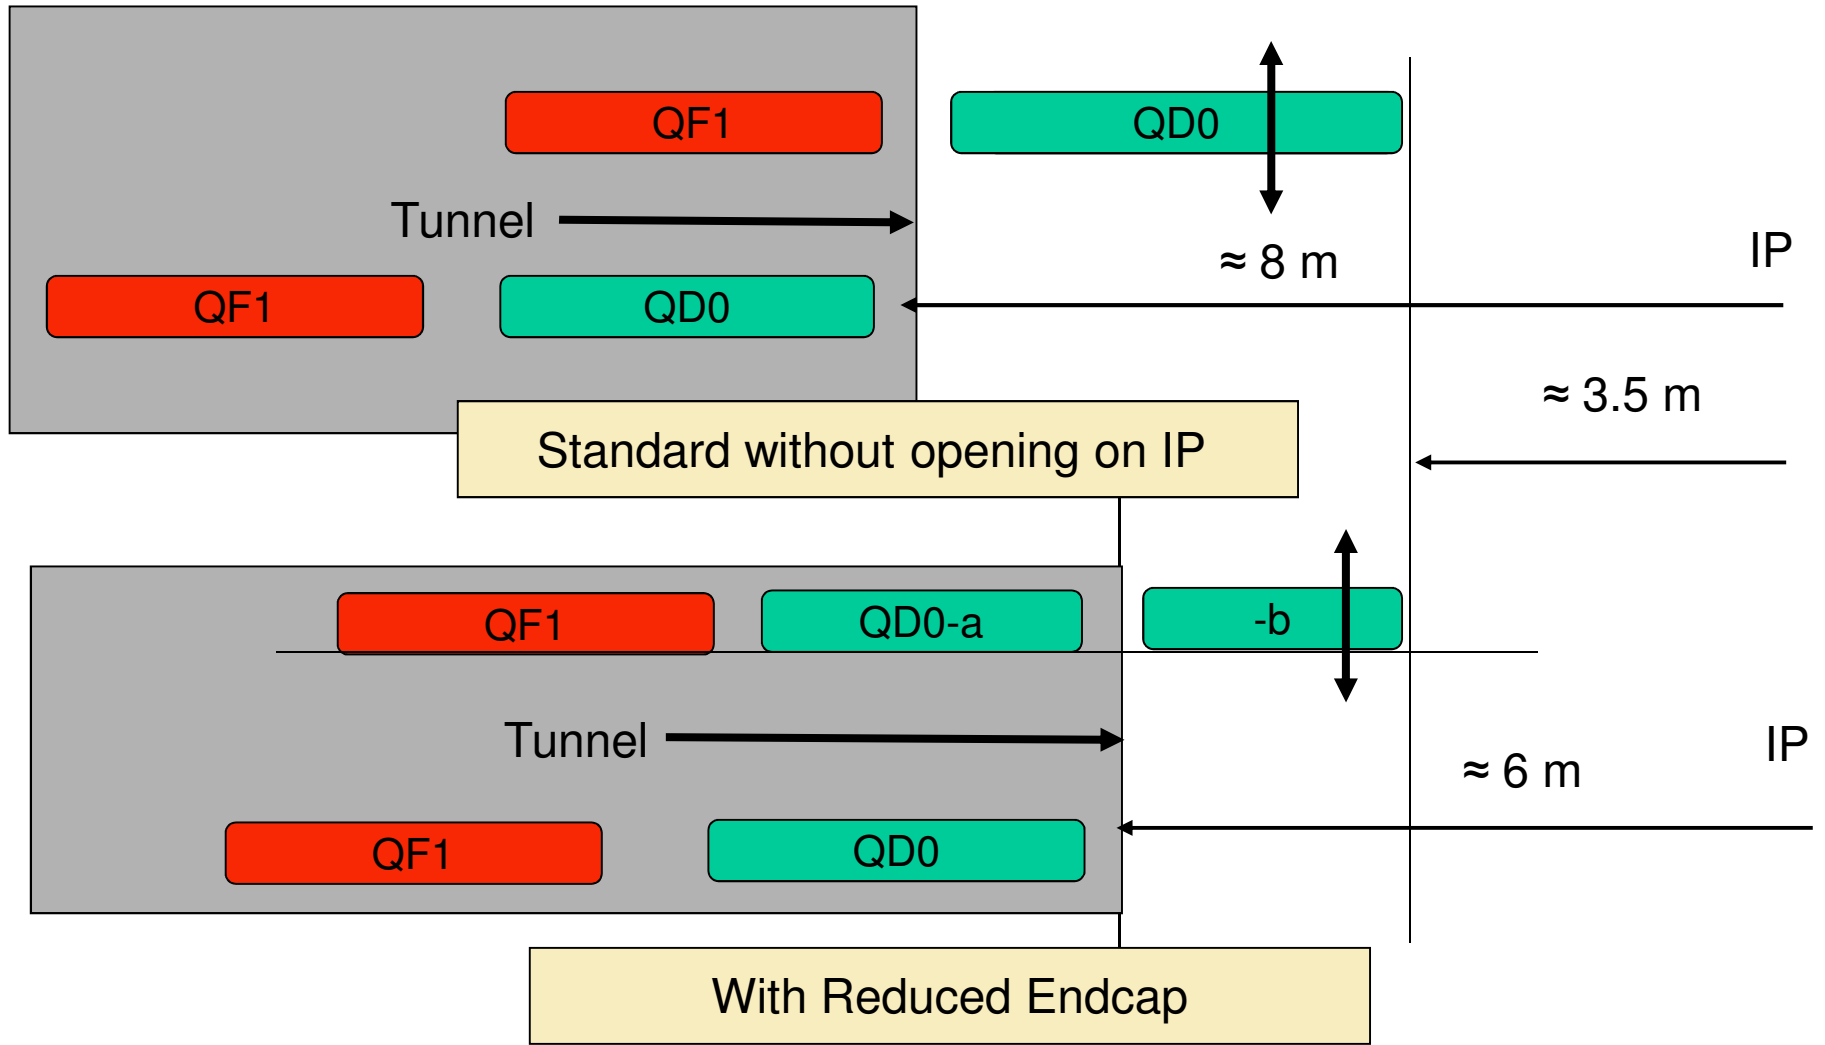 QF1
QD0
Tunnel
≈ 8 m
IP
QF1
QD0
≈ 3.5 m
Standard without opening on IP
QF1
QD0-a
-b
Tunnel
≈ 6 m
IP
QF1
QD0
With Reduced Endcap